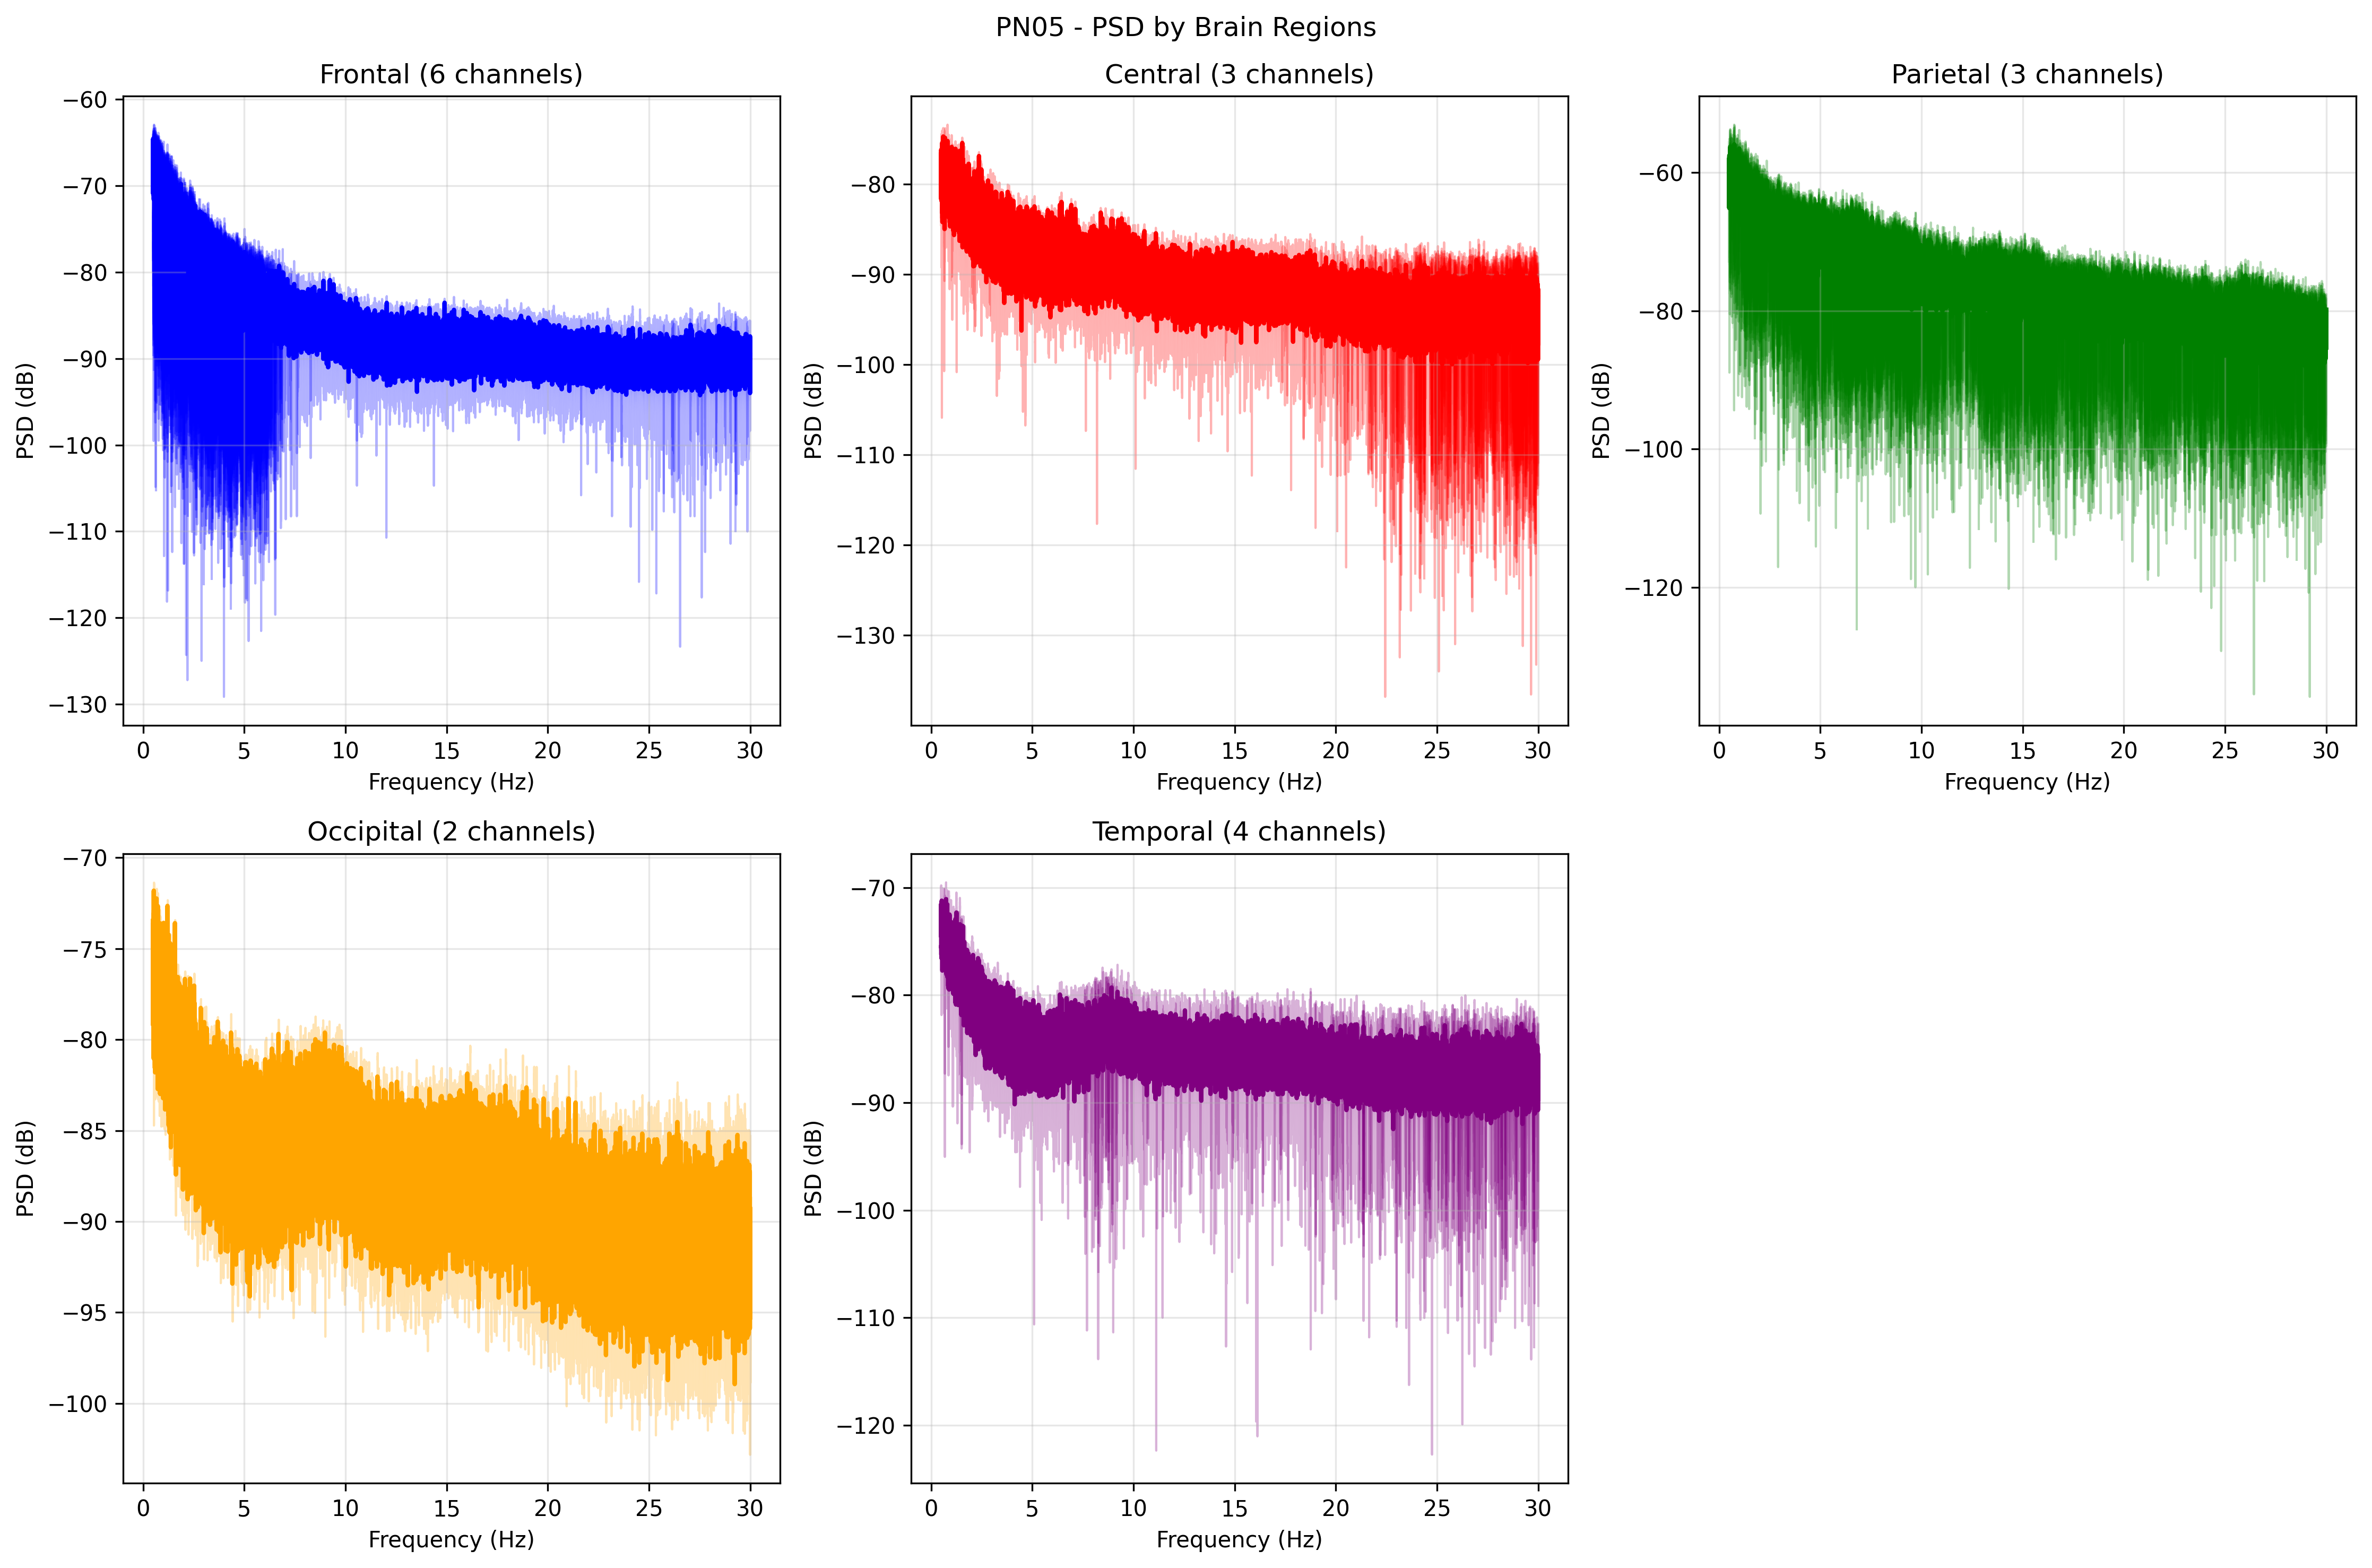 PN05 - PSD by Brain Regions
Frontal (6 channels)
−60
−70
−80
−90
−100
−110
−120
−130
PSD (dB)
0 5 10 15 20 25 30
Frequency (Hz)
Central (3 channels)
−80
−90
−100
−110
−120
−130
PSD (dB)
0 5 10 15 20 25 30
Frequency (Hz)
Parietal (3 channels)
−60
−80
−100
−120
PSD (dB)
0 5 10 15 20 25 30
Frequency (Hz)
Occipital (2 channels)
−70
−75
−80
−85
−90
−95
−100
PSD (dB)
0 5 10 15 20 25 30
Frequency (Hz)
Temporal (4 channels)
−70
−80
−90
−100
−110
−120
PSD (dB)
0 5 10 15 20 25 30
Frequency (Hz)